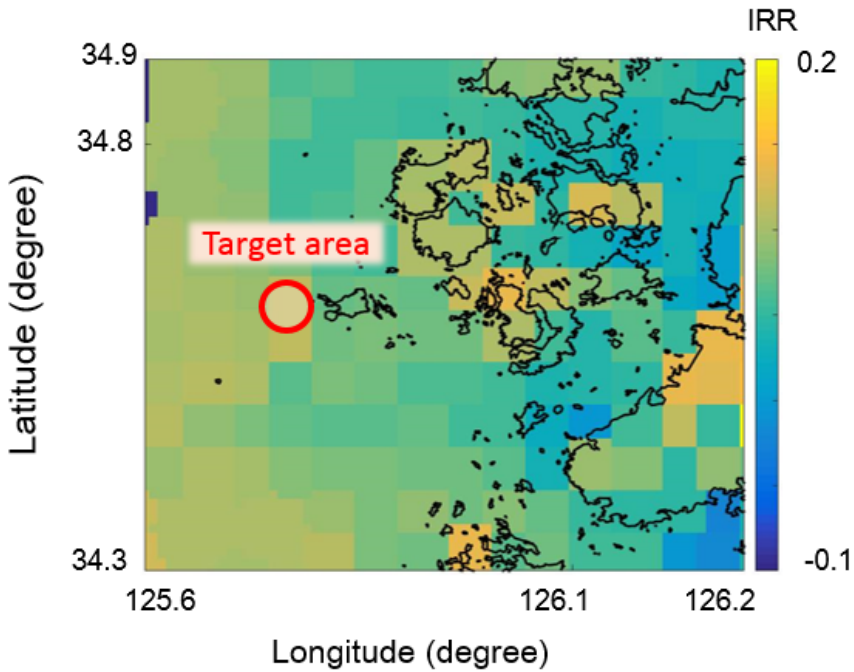 IRR
34.9
0.2
34.8
Target area
Latitude (degree)
34.3
-0.1
125.6
126.1
126.2
Longitude (degree)